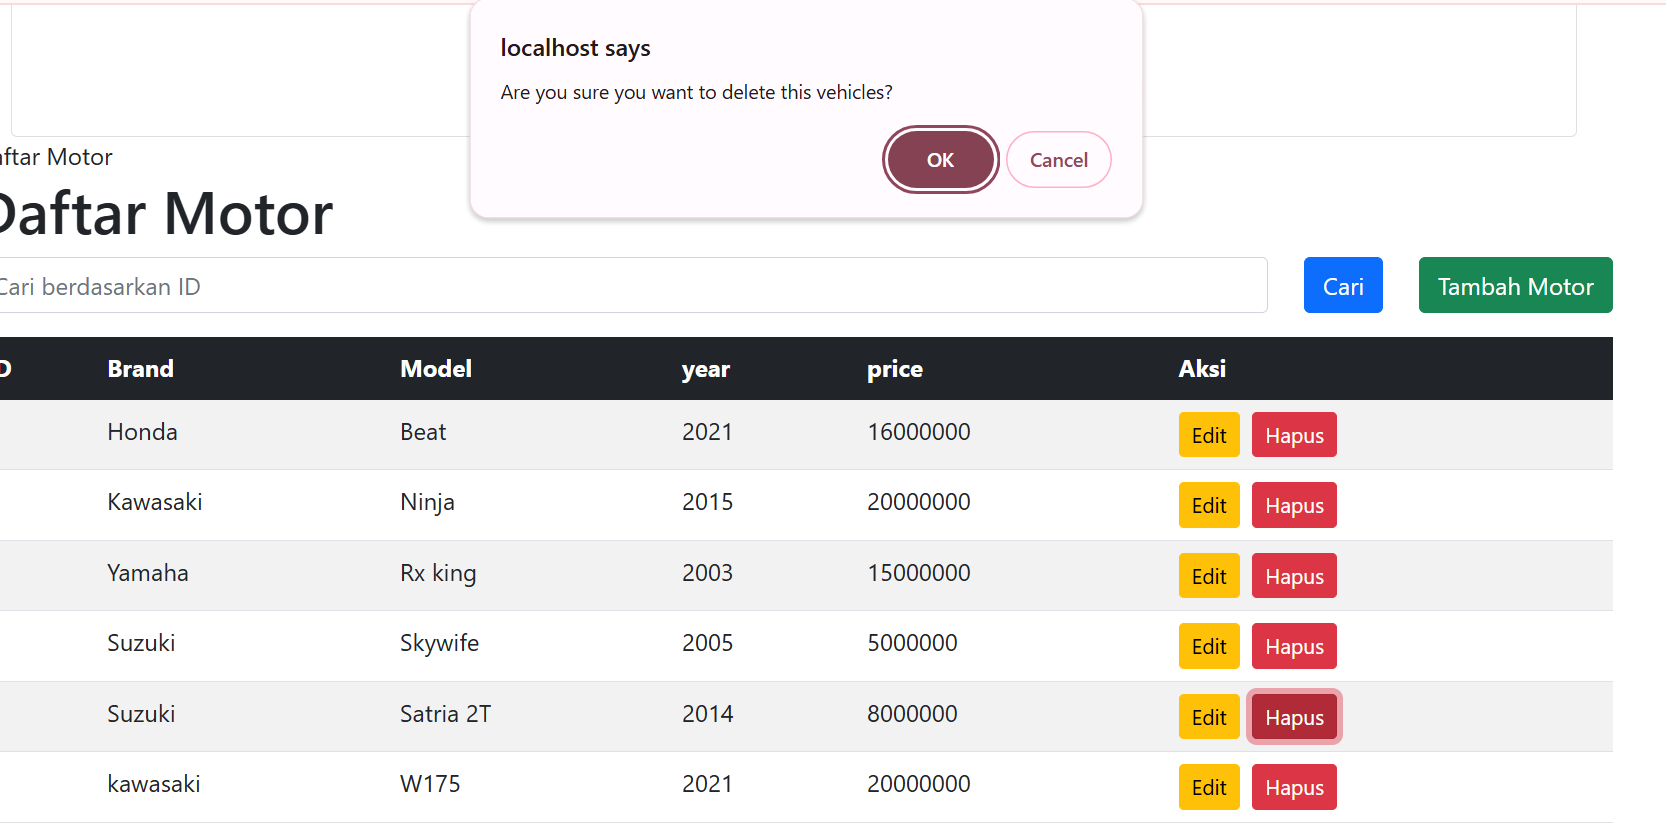 localhost says
Are you sure you want to delete this vehicles?
OK Cancel
aftar Motor
Daftar Motor
Cari berdasarkan ID Cari Tambah Motor
D Brand Model year price Aksi
Honda Beat 2021 16000000 Edit Hapus
Kawasaki Ninja 2015 20000000 Edit Hapus
Yamaha Rx king 2003 15000000 Edit Hapus
Suzuki Skywife 2005 5000000 Edit Hapus
Suzuki Satria 2T 2014 8000000 Edit Hapus
kawasaki W175 2021 20000000 Edit Hapus